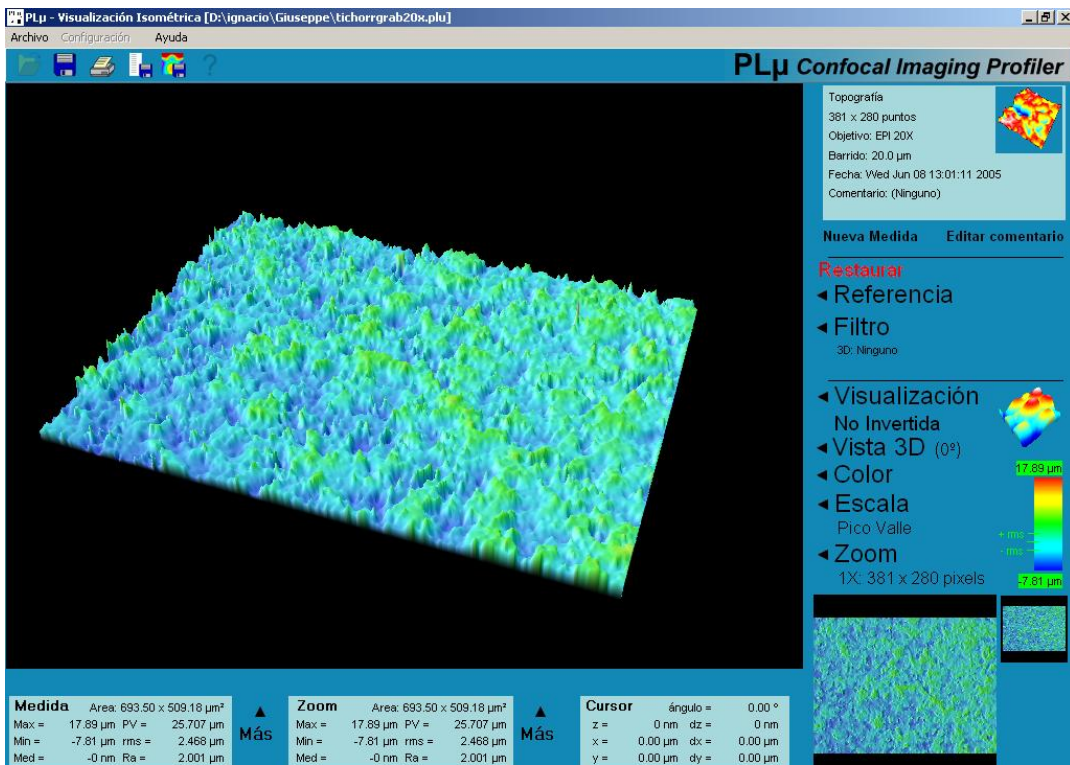 PLµ - Visualización Isométrica [D:\ignacio\Giuseppe\tichorrgrab20x.plu]
Archivo Configuración Ayuda
PLµ Confocal Imaging Profiler
Topografía
381 x 280 puntos
Objetivo: EPI 20X
Barrido: 20.0 µm
Fecha: Wed Jun 08 13:01:11 2005
Comentario: (Ninguno)
Nueva Medida Editar comentario
Restaurar
Referencia
Filtro
3D: Ninguno
Visualización
No Invertida
Vista 3D (0º)
Color
17.89 µm
Escala
Pico Valle
+ rms
- rms
Zoom
1X: 381 x 280 pixels
-7.81 µm
Medida Area: 693.50 x 509.18 µm²
Max = 17.89 µm PV = 25.707 µm
Min = -7.81 µm rms = 2.468 µm
Med = -0 nm Ra = 2.001 µm
Más
Zoom Area: 693.50 x 509.18 µm²
Max = 17.89 µm PV = 25.707 µm
Min = -7.81 µm rms = 2.468 µm
Med = -0 nm Ra = 2.001 µm
Más
Cursor ángulo = 0.00 °
z = 0 nm dz = 0 nm
x = 0.00 µm dx = 0.00 µm
y = 0.00 µm dy = 0.00 µm